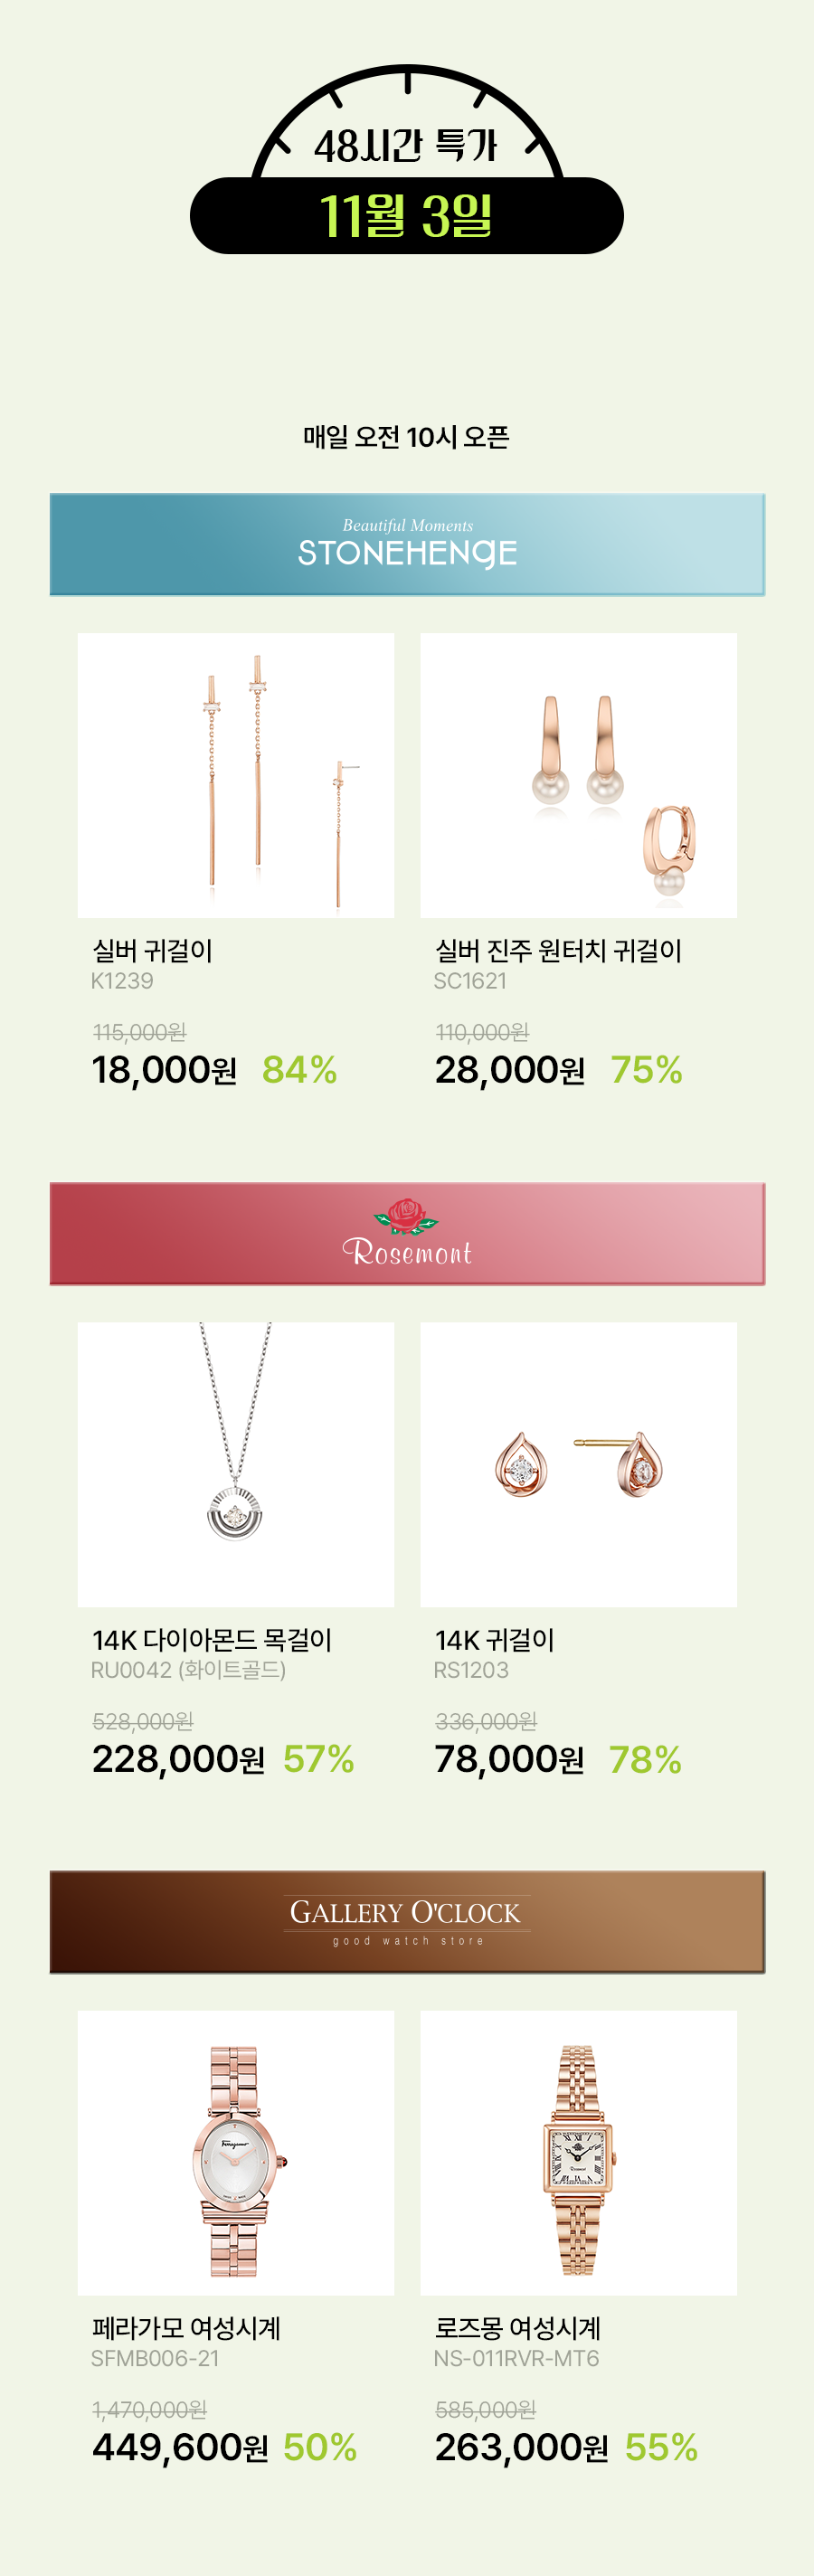 48시간 특가
11월 3일
매일 오전 10시 오픈
Beautiful Moments
STONEHENgE
실버 귀걸이
K1239
115,000원
18,000원 84%
실버 진주 원터치 귀걸이
SC1621
110,000원
28,000원 75%
Rosemont
14K 다이아몬드 목걸이
RU0042 (화이트골드)
528,000원
228,000원 57%
14K 귀걸이
RS1203
336,000원
78,000원 78%
GALLERY O'CLOCK
good watch store
Ferragamo
Rosemont
페라가모 여성시계
SFMB006-21
1,470,000원
449,600원 50%
로즈몽 여성시계
NS-011RVR-MT6
585,000원
263,000원 55%